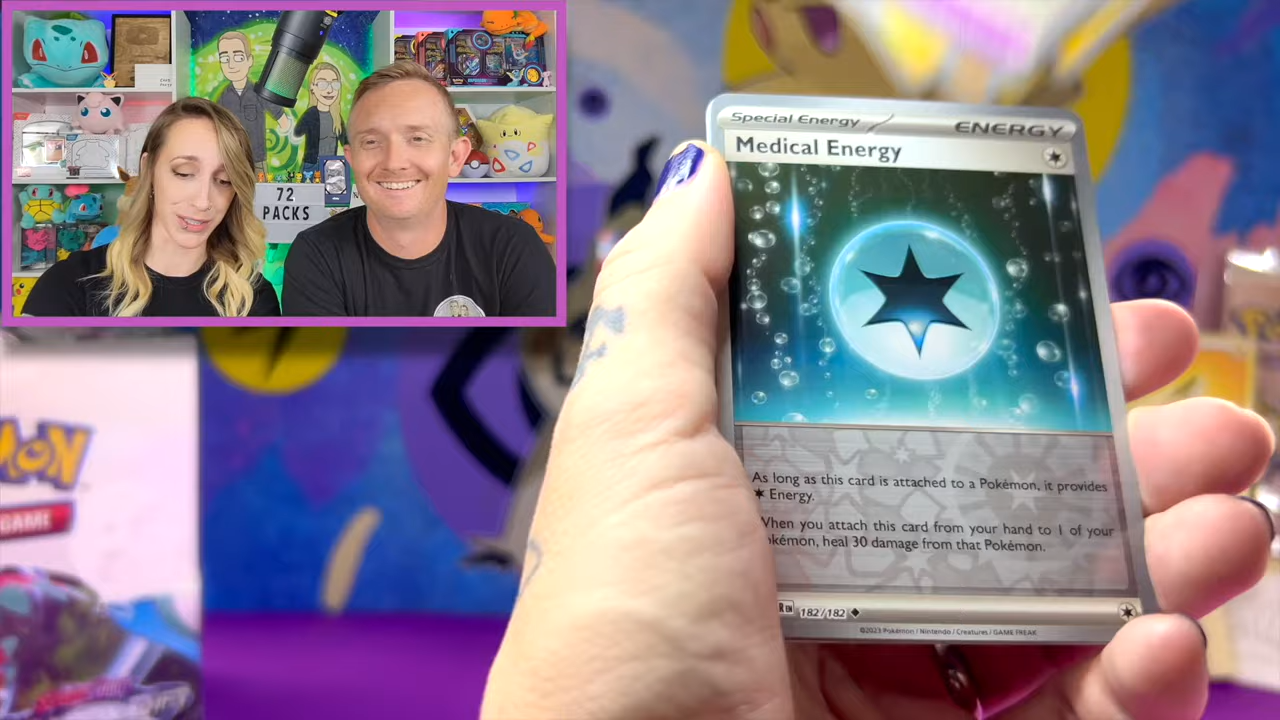 72
PACKS
Special Energy
ENERGY
Medical Energy
As long as this card is attached to a Pokémon, it provides
Energy.
When you attach this card from your hand to 1 of your
Pokémon, heal 30 damage from that Pokémon.
182/182
©2023 Pokémon / Nintendo / Creatures / GAME FREAK
MON
GAME